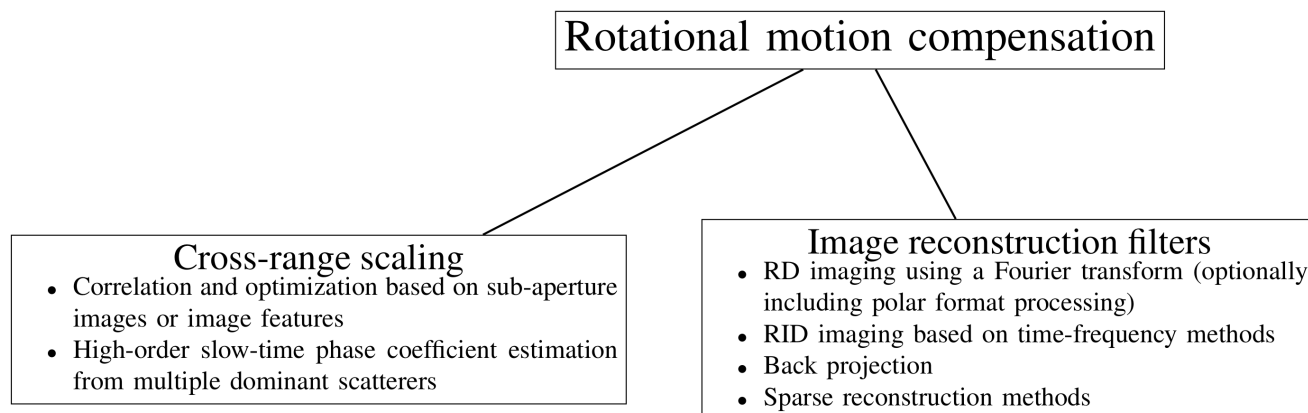 Rotational motion compensation
Cross-range scaling
• Correlation and optimization based on sub-aperture
images or image features
• High-order slow-time phase coefficient estimation
from multiple dominant scatterers
Image reconstruction filters
• RD imaging using a Fourier transform (optionally
including polar format processing)
• RID imaging based on time-frequency methods
• Back projection
• Sparse reconstruction methods